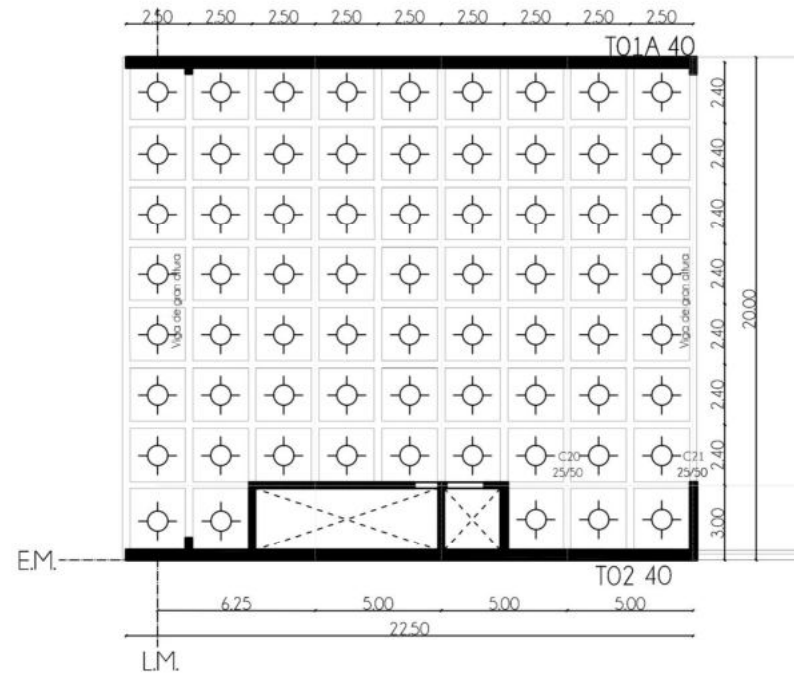 2.50 2.50 2.50 2.50 2.50 2.50 2.50 2.50 2.50
T01A 40
2.40
2.40
2.40
2.40
2.40
2.40
2.40
3.00
20.00
Viga de gran altura
Viga de gran altura
C20
25/50
C21
25/50
E.M.
T02 40
6.25 5.00 5.00 5.00
22.50
L.M.